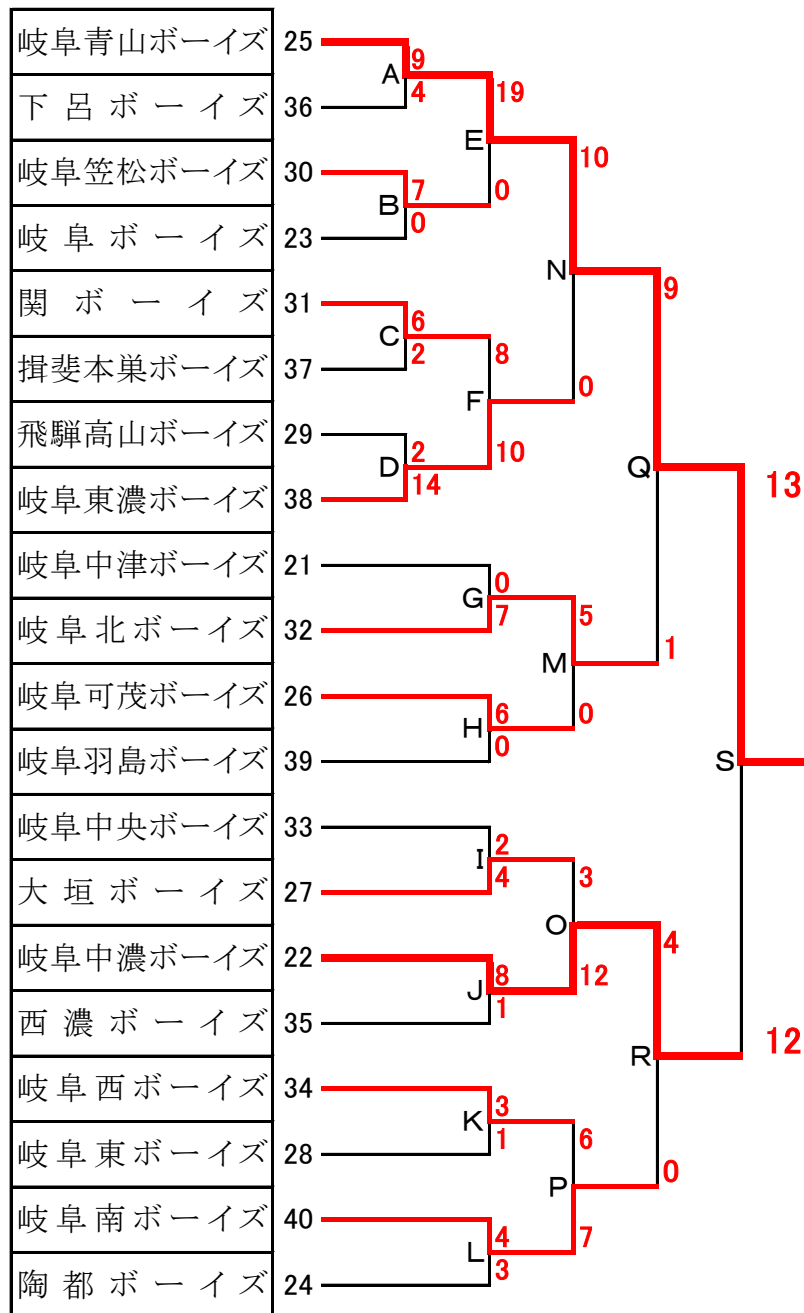 岐阜青山ボーイズ 25
9
A
4
19
下呂ボーイズ 36
E
10
岐阜笠松ボーイズ 30
7
B
0
0
岐阜ボーイズ 23
N
9
関ボーイズ 31
6
C
2
8
揖斐本巣ボーイズ 37
F
0
飛騨高山ボーイズ 29
2
D
14
10
Q
13
岐阜東濃ボーイズ 38
岐阜中津ボーイズ 21
0
G
7
5
岐阜北ボーイズ 32
M
1
岐阜可茂ボーイズ 26
6
H
0
0
岐阜羽島ボーイズ 39
S
岐阜中央ボーイズ 33
2
I
4
3
大垣ボーイズ 27
O
4
岐阜中濃ボーイズ 22
8
J
1
12
西濃ボーイズ 35
R
12
岐阜西ボーイズ 34
3
K
1
6
岐阜東ボーイズ 28
P
0
岐阜南ボーイズ 40
4
L
3
7
陶都ボーイズ 24